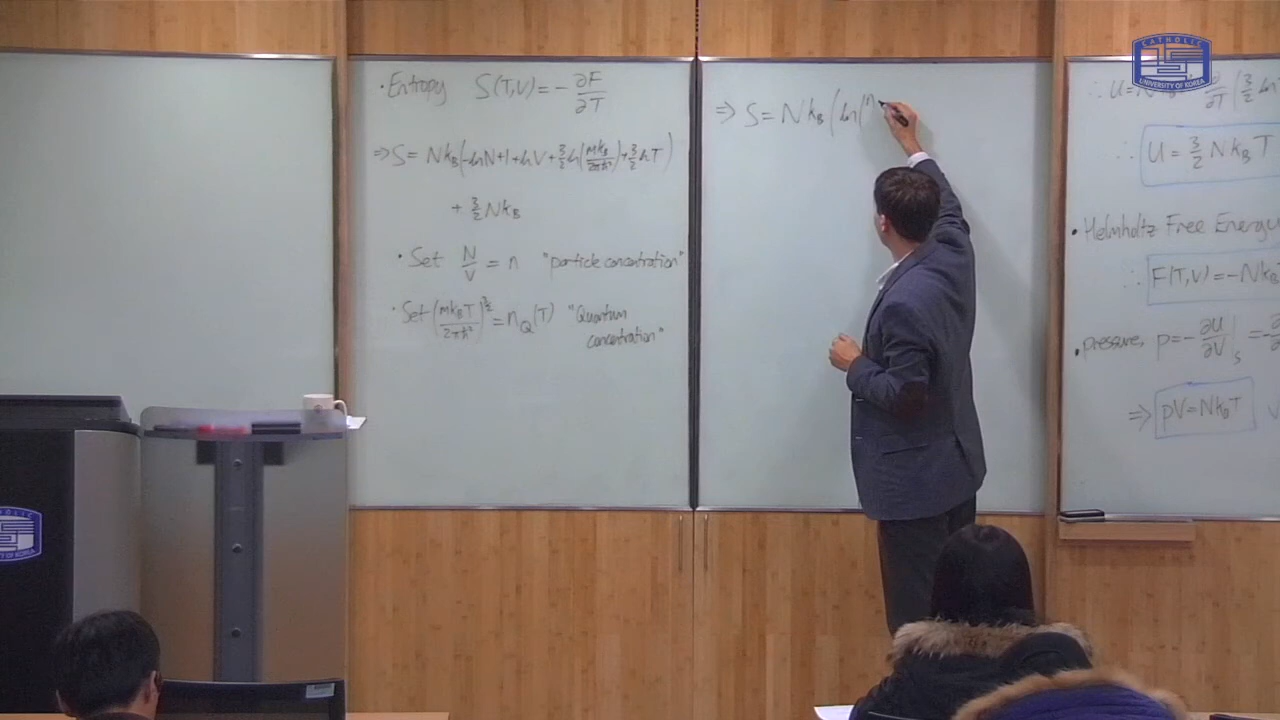 · Entropy S(T,V) = - ∂F/∂T
⇒ S = Nk_B(-lnN+1+lnV+3/2 ln(mk_B/2πħ²)+3/2 lnT)
+ 3/2 Nk_B
· Set N/V = n "particle concentration"
· Set (mk_BT/2πħ²)^3/2 = n_Q(T) "Quantum
concentration"
⇒ S = Nk_B(ln(n
∴ U = 3/2 Nk_BT
• Helmholtz Free Energy
∴ F(T,V) = -Nk_B
• pressure, p = -∂U/∂V|_S = -
⇒ pV = Nk_BT
CATHOLIC
UNIVERSITY OF KOREA